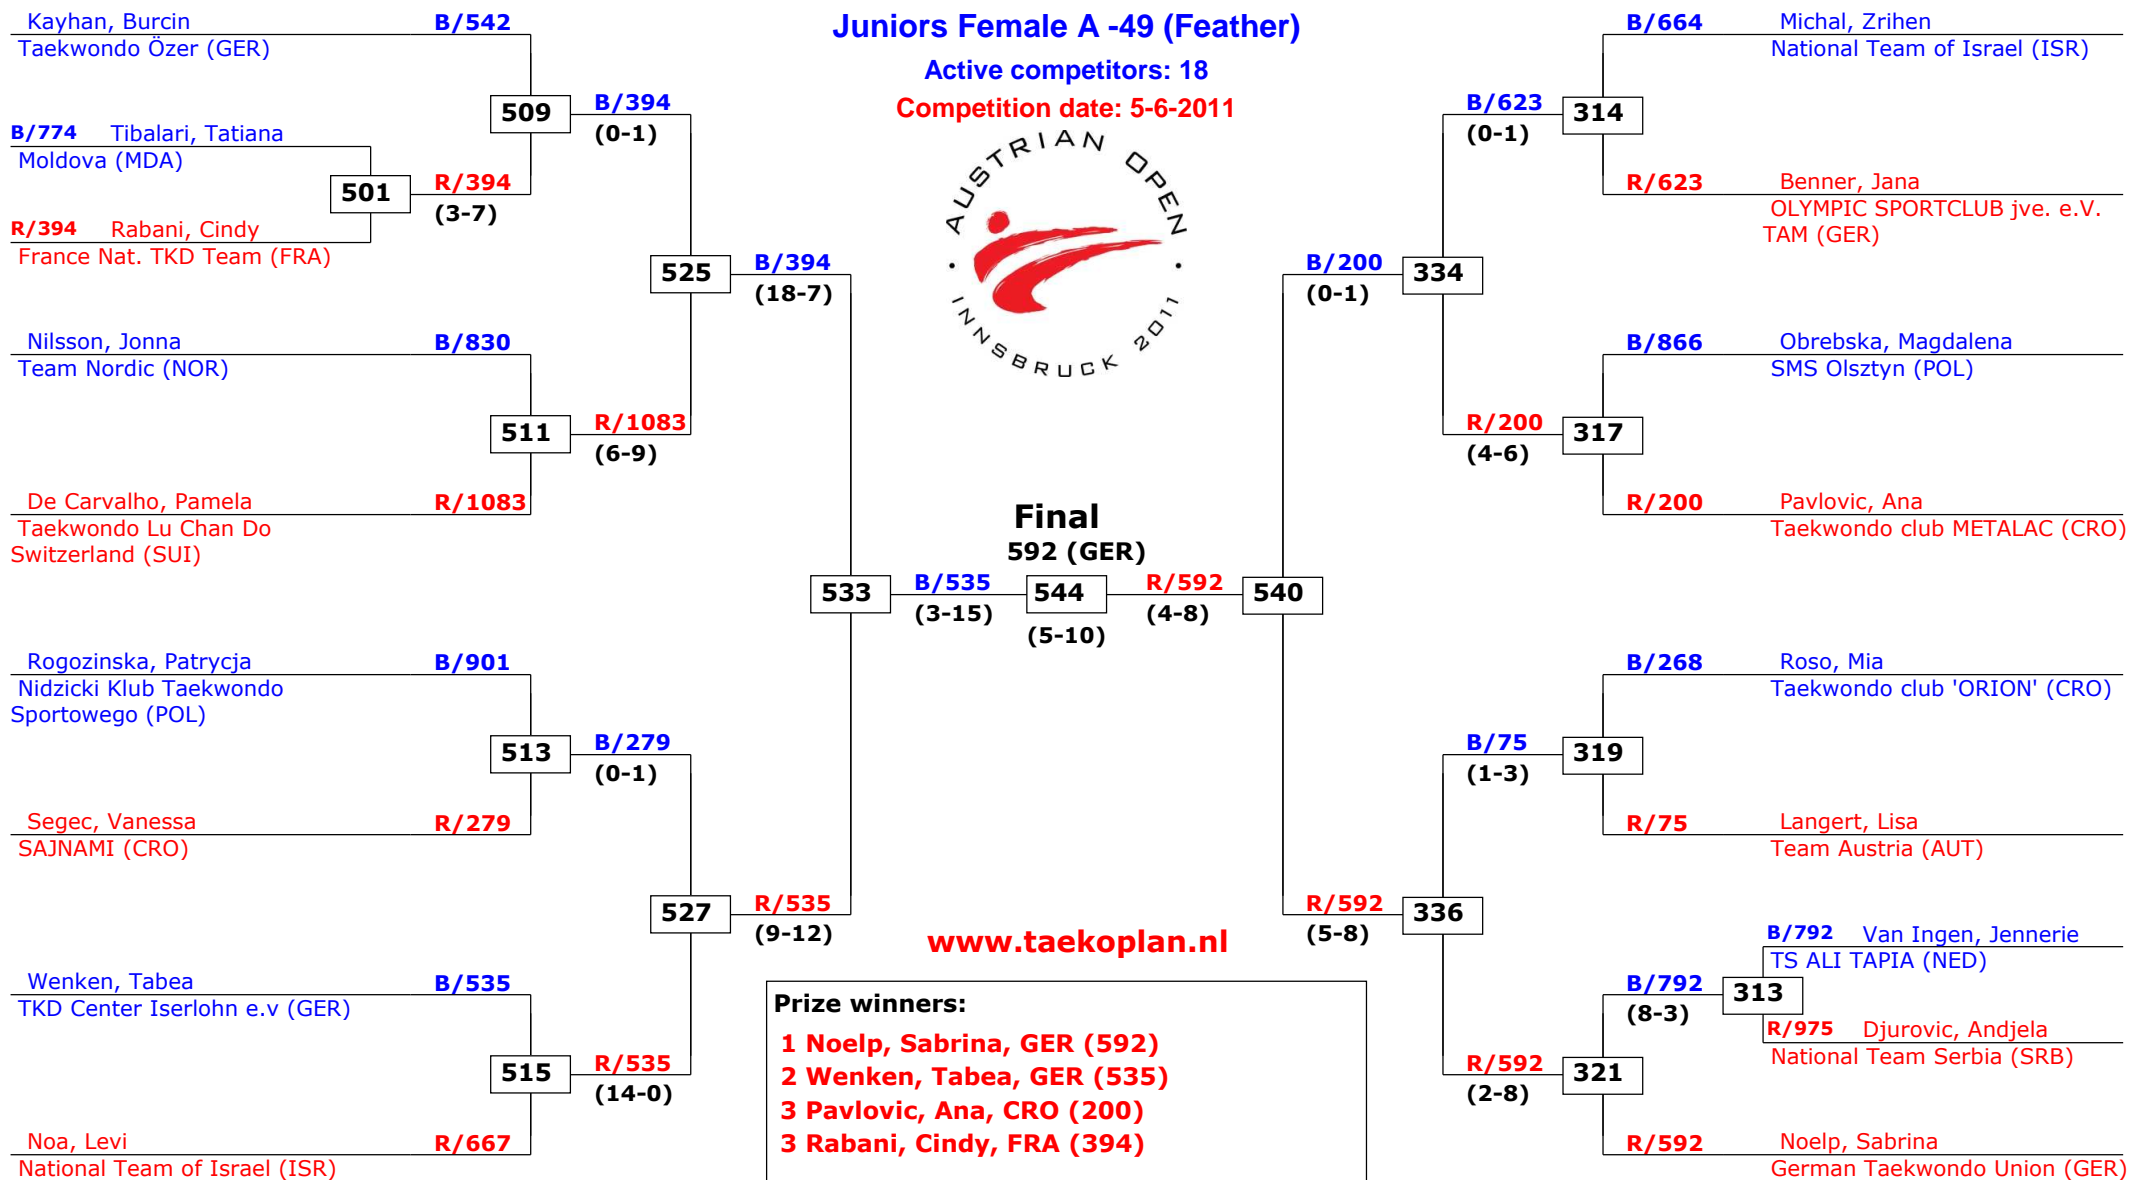 Juniors Female A -49 (Feather)
Active competitors: 18
Competition date: 5-6-2011
AUSTRIAN OPEN
· INNSBRUCK 2011 ·
Kayhan, Burcin B/542
Taekwondo Özer (GER)
B/774 Tibalari, Tatiana
Moldova (MDA)
R/394 Rabani, Cindy
France Nat. TKD Team (FRA)
501
R/394
(3-7)
509
B/394
(0-1)
Nilsson, Jonna B/830
Team Nordic (NOR)
De Carvalho, Pamela R/1083
Taekwondo Lu Chan Do
Switzerland (SUI)
511
R/1083
(6-9)
525
B/394
(18-7)
Rogozinska, Patrycja B/901
Nidzicki Klub Taekwondo
Sportowego (POL)
Segec, Vanessa R/279
SAJNAMI (CRO)
513
B/279
(0-1)
Wenken, Tabea B/535
TKD Center Iserlohn e.v (GER)
Noa, Levi R/667
National Team of Israel (ISR)
515
R/535
(14-0)
527
R/535
(9-12)
533
B/535
(3-15)
Final
592 (GER)
544
(5-10)
R/592
(4-8)
540
B/200
(0-1)
334
B/623
(0-1)
314
B/664 Michal, Zrihen
National Team of Israel (ISR)
R/623 Benner, Jana
OLYMPIC SPORTCLUB jve. e.V.
TAM (GER)
R/200
(4-6)
317
B/866 Obrebska, Magdalena
SMS Olsztyn (POL)
R/200 Pavlovic, Ana
Taekwondo club METALAC (CRO)
R/592
(5-8)
336
B/75
(1-3)
319
B/268 Roso, Mia
Taekwondo club 'ORION' (CRO)
R/75 Langert, Lisa
Team Austria (AUT)
R/592
(2-8)
321
B/792
(8-3)
313
B/792 Van Ingen, Jennerie
TS ALI TAPIA (NED)
R/975 Djurovic, Andjela
National Team Serbia (SRB)
R/592 Noelp, Sabrina
German Taekwondo Union (GER)
www.taekoplan.nl
Prize winners:
1 Noelp, Sabrina, GER (592)
2 Wenken, Tabea, GER (535)
3 Pavlovic, Ana, CRO (200)
3 Rabani, Cindy, FRA (394)